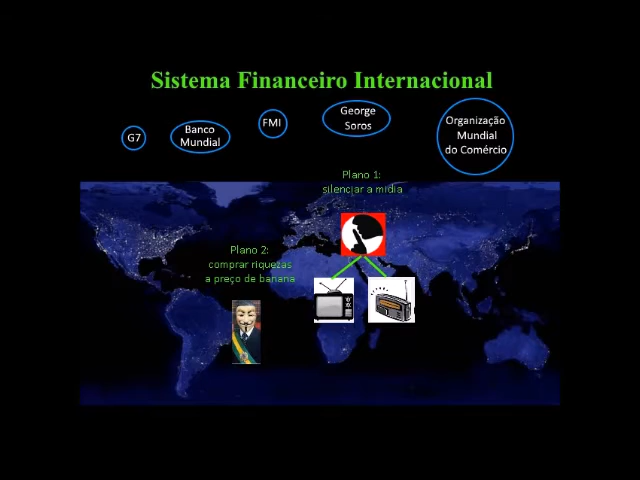 Sistema Financeiro Internacional
G7
Banco
Mundial
FMI
George
Soros
Organização
Mundial
do Comércio
Plano 1:
silenciar a midia
Plano 2:
comprar riquezas
a preço de banana